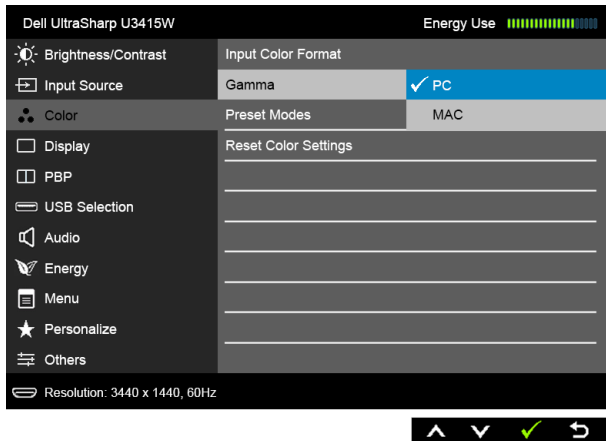 Dell UltraSharp U3415W Energy Use
Brightness/Contrast Input Color Format
Input Source Gamma PC
Color Preset Modes MAC
Display Reset Color Settings
PBP
USB Selection
Audio
Energy
Menu
Personalize
Others
Resolution: 3440 x 1440, 60Hz